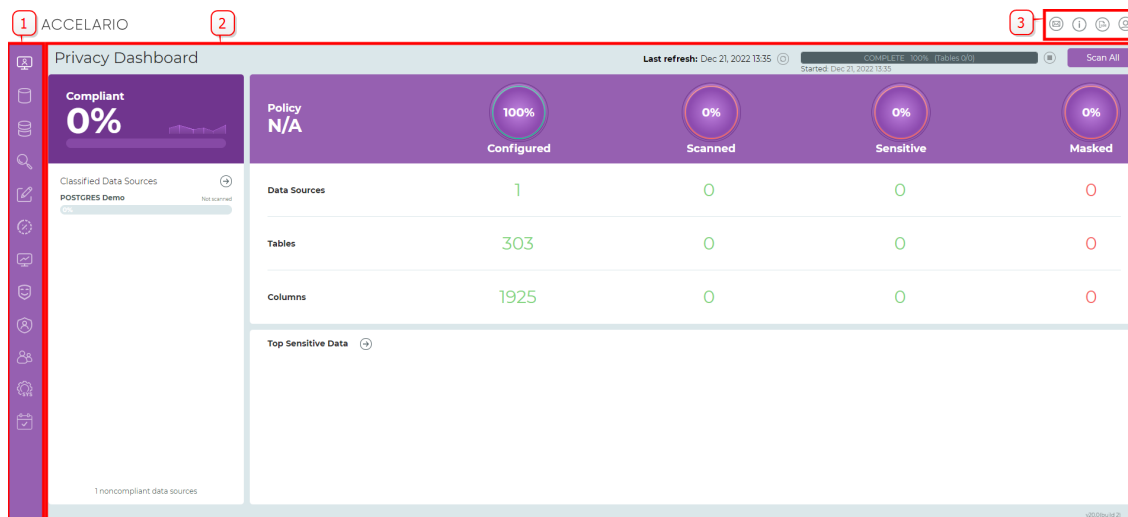 1 ACCELARIO 2 3
Privacy Dashboard
Last refresh: Dec 21, 2022 13:35
COMPLETE 100% (Tables 0/0)
Started: Dec 21, 2022 13:35
Scan All
Compliant
0%
Policy
N/A
100% 0% 0% 0%
Configured Scanned Sensitive Masked
Classified Data Sources
POSTGRES Demo Not scanned
0%
Data Sources 1 0 0 0
Tables 303 0 0 0
Columns 1925 0 0 0
Top Sensitive Data
1 noncompliant data sources